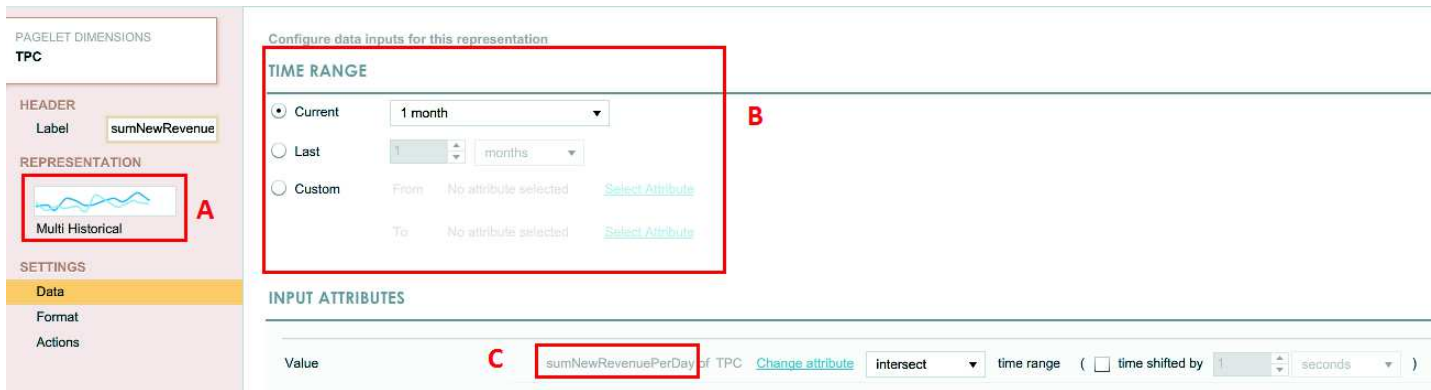 PAGELET DIMENSIONS
TPC
HEADER
Label sumNewRevenue
REPRESENTATION
A
Multi Historical
SETTINGS
Data
Format
Actions
Configure data inputs for this representation
TIME RANGE
Current 1 month
B
Last 1 months
Custom From No attribute selected Select Attribute
To No attribute selected Select Attribute
INPUT ATTRIBUTES
Value C sumNewRevenuePerDay of TPC Change attribute intersect time range ( time shifted by 1 seconds )